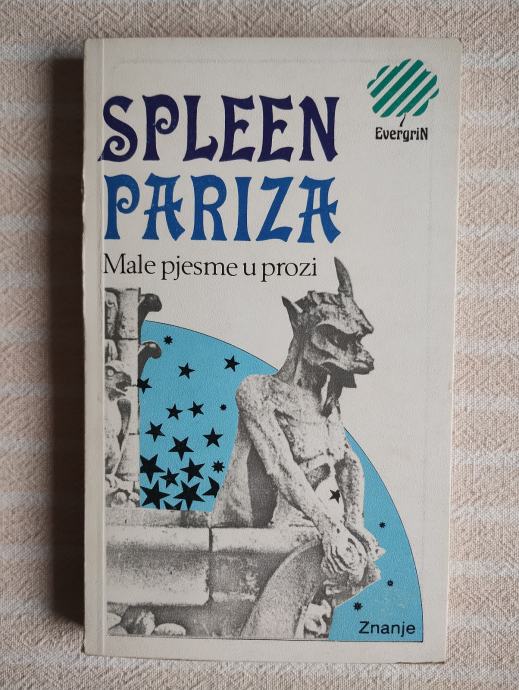 SPLEEN
PARIZA
Male pjesme u prozi
EvergriN
Znanje